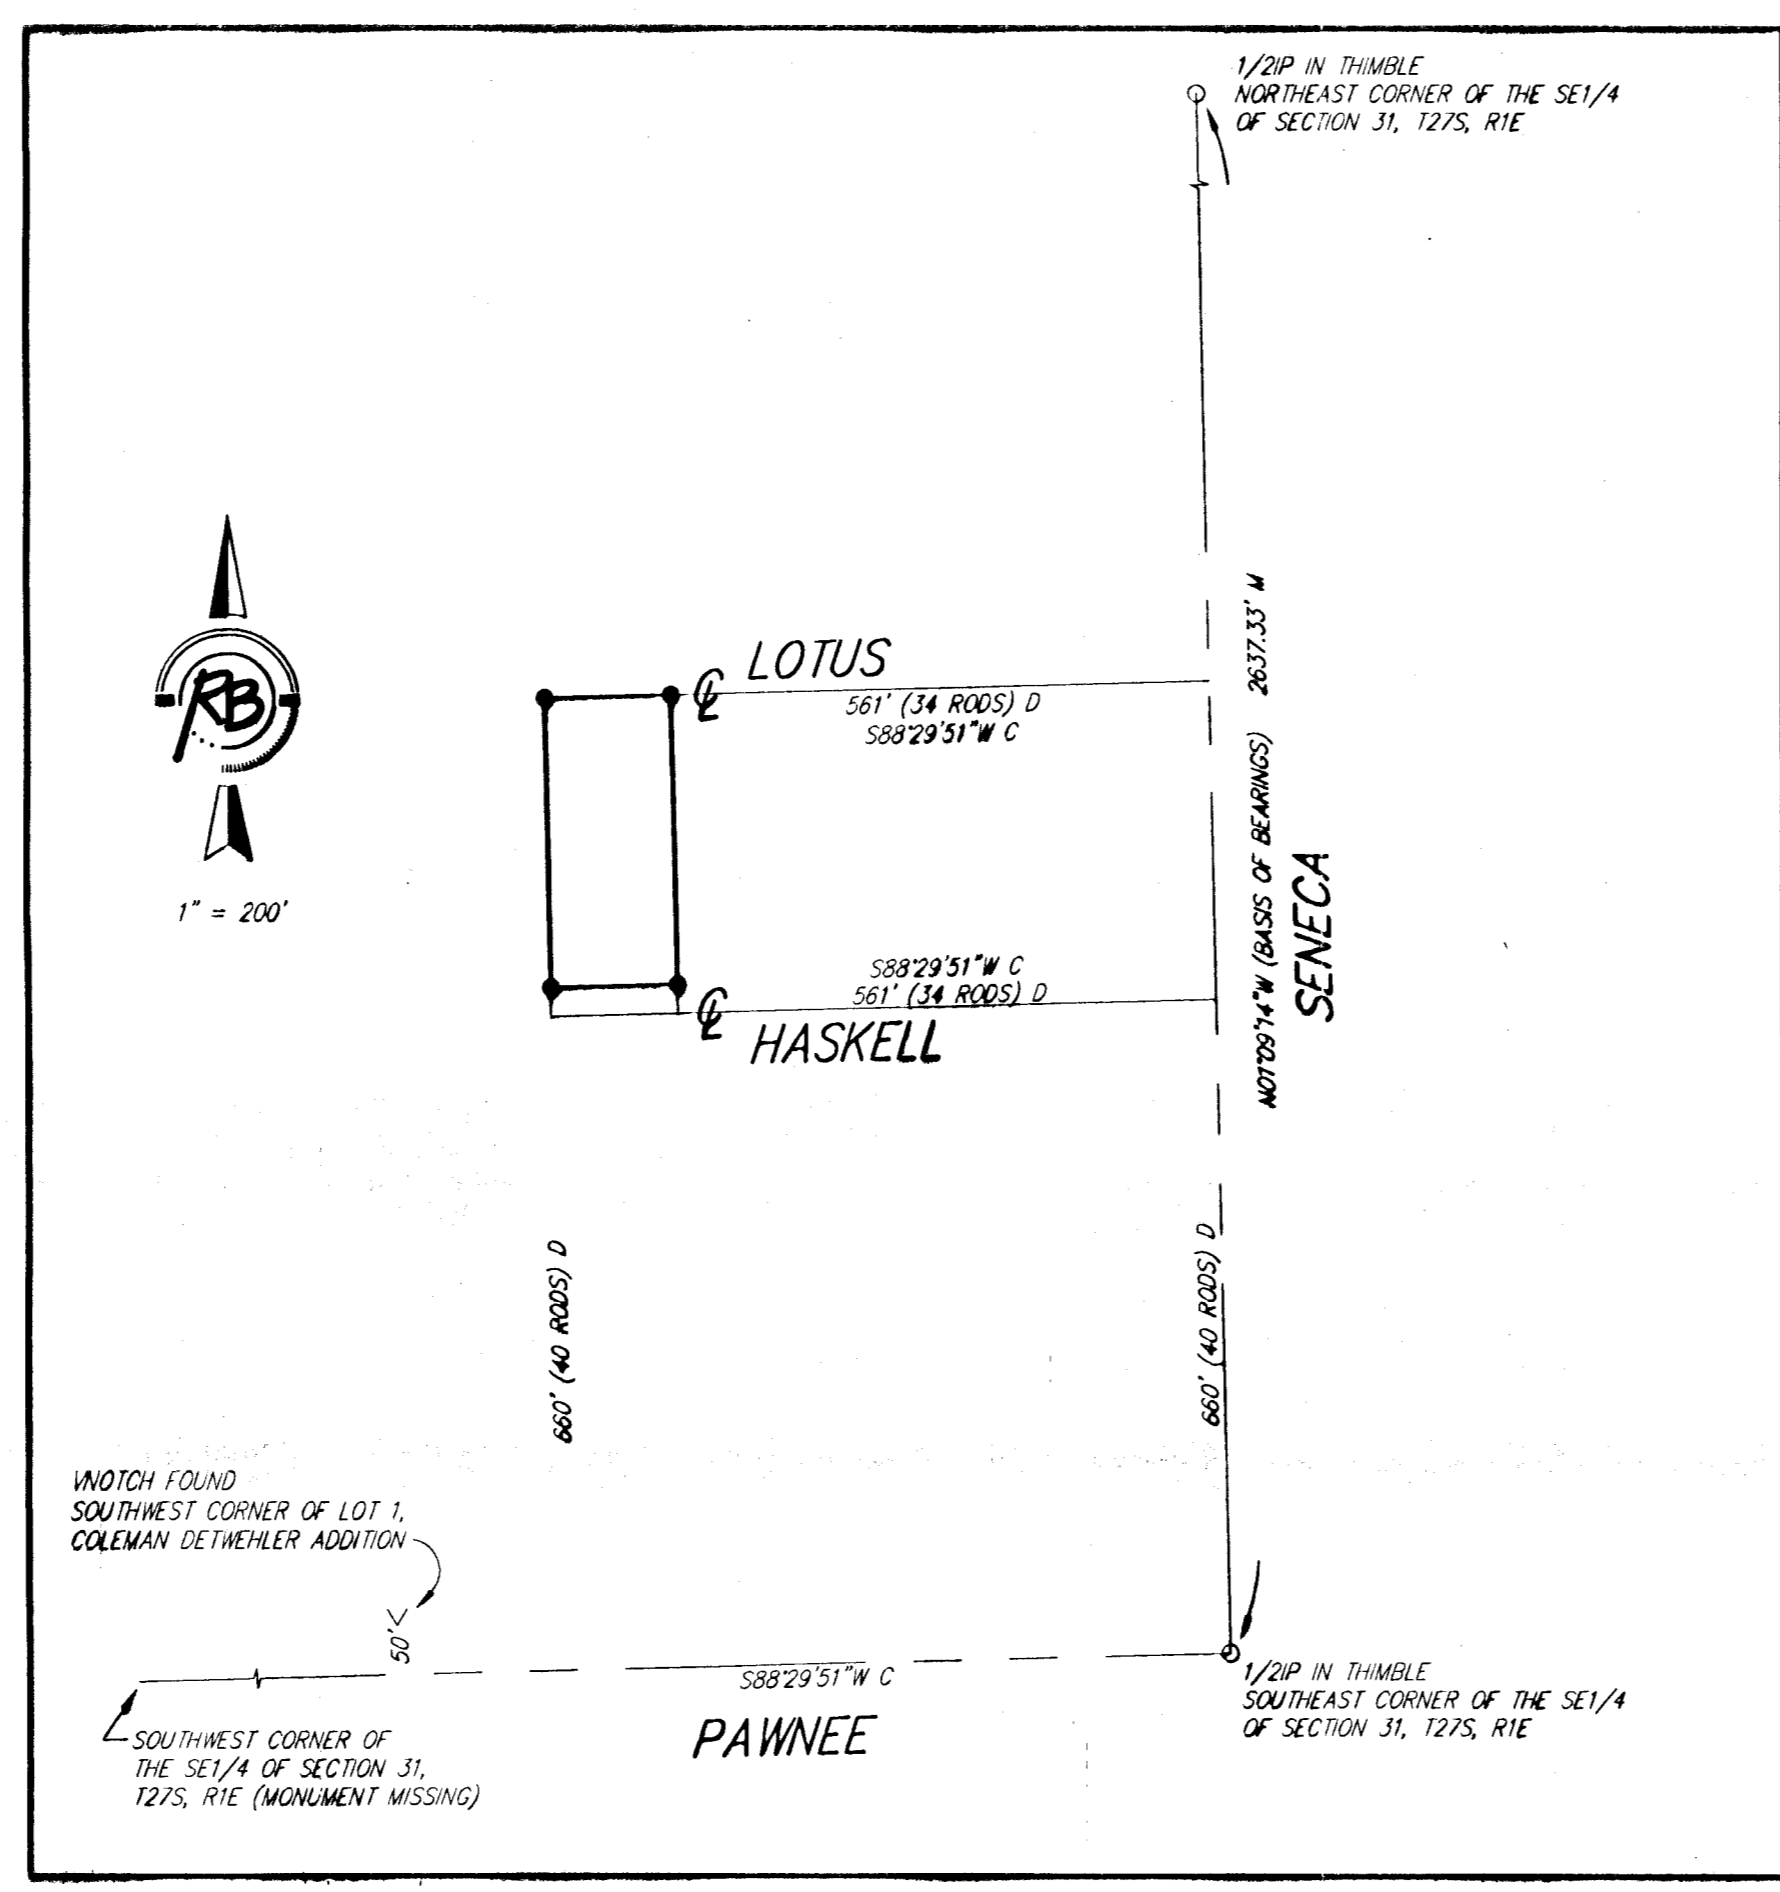 1/2IP IN THIMBLE
NORTHEAST CORNER OF THE SE1/4
OF SECTION 31, T27S, R1E
LOTUS
561' (34 RODS) D
S88°29'51"W C
RB
1" = 200'
N01°09'14"W (BASIS OF BEARINGS) 2637.33' M
SENECA
S88°29'51"W C
561' (34 RODS) D
HASKELL
660' (40 RODS) D
660' (40 RODS) D
VNOTCH FOUND
SOUTHWEST CORNER OF LOT 1,
COLEMAN DETWEHLER ADDITION
50'
S88°29'51"W C
PAWNEE
1/2IP IN THIMBLE
SOUTHEAST CORNER OF THE SE1/4
OF SECTION 31, T27S, R1E
SOUTHWEST CORNER OF
THE SE1/4 OF SECTION 31,
T27S, R1E (MONUMENT MISSING)